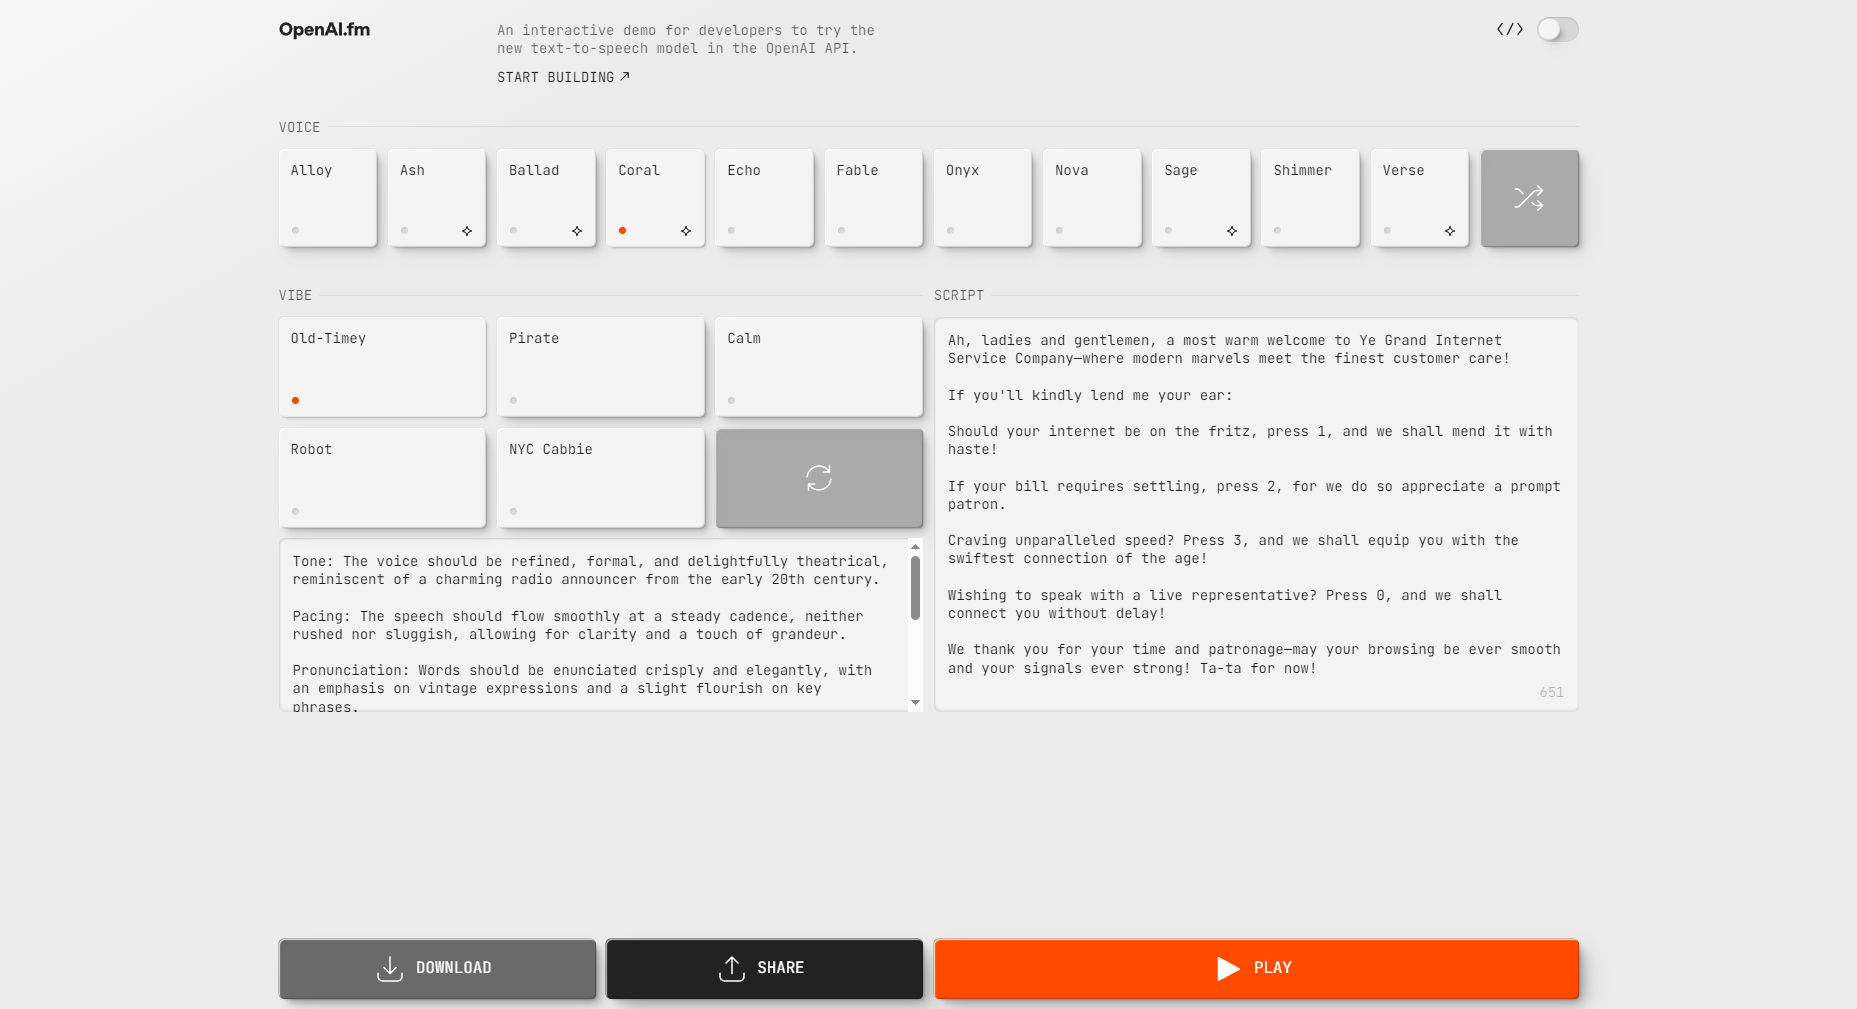 OpenAI.fm
An interactive demo for developers to try the
new text-to-speech model in the OpenAI API.
START BUILDING
VOICE
Alloy
Ash
Ballad
Coral
Echo
Fable
Onyx
Nova
Sage
Shimmer
Verse
VIBE
Old-Timey
Pirate
Calm
Robot
NYC Cabbie
Tone: The voice should be refined, formal, and delightfully theatrical,
reminiscent of a charming radio announcer from the early 20th century.
Pacing: The speech should flow smoothly at a steady cadence, neither
rushed nor sluggish, allowing for clarity and a touch of grandeur.
Pronunciation: Words should be enunciated crisply and elegantly, with
an emphasis on vintage expressions and a slight flourish on key
phrases.
SCRIPT
Ah, ladies and gentlemen, a most warm welcome to Ye Grand Internet
Service Company—where modern marvels meet the finest customer care!
If you'll kindly lend me your ear:
Should your internet be on the fritz, press 1, and we shall mend it with
haste!
If your bill requires settling, press 2, for we do so appreciate a prompt
patron.
Craving unparalleled speed? Press 3, and we shall equip you with the
swiftest connection of the age!
Wishing to speak with a live representative? Press 0, and we shall
connect you without delay!
We thank you for your time and patronage—may your browsing be ever smooth
and your signals ever strong! Ta-ta for now!
651
DOWNLOAD
SHARE
PLAY